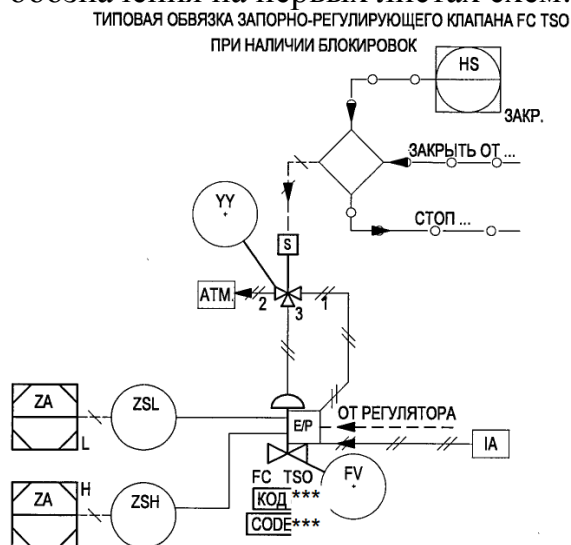 ТИПОВАЯ ОБВЯЗКА ЗАПОРНО-РЕГУЛИРУЮЩЕГО КЛАПАНА FC TSO
ПРИ НАЛИЧИИ БЛОКИРОВОК
HS
ЗАКР.
ЗАКРЫТЬ ОТ ...
СТОП ...
YY
S
АТМ.
2
3
1
ZA
L
ZSL
E/P
ОТ РЕГУЛЯТОРА
IA
ZA
H
ZSH
FC TSO
FV
КОД ***
CODE***